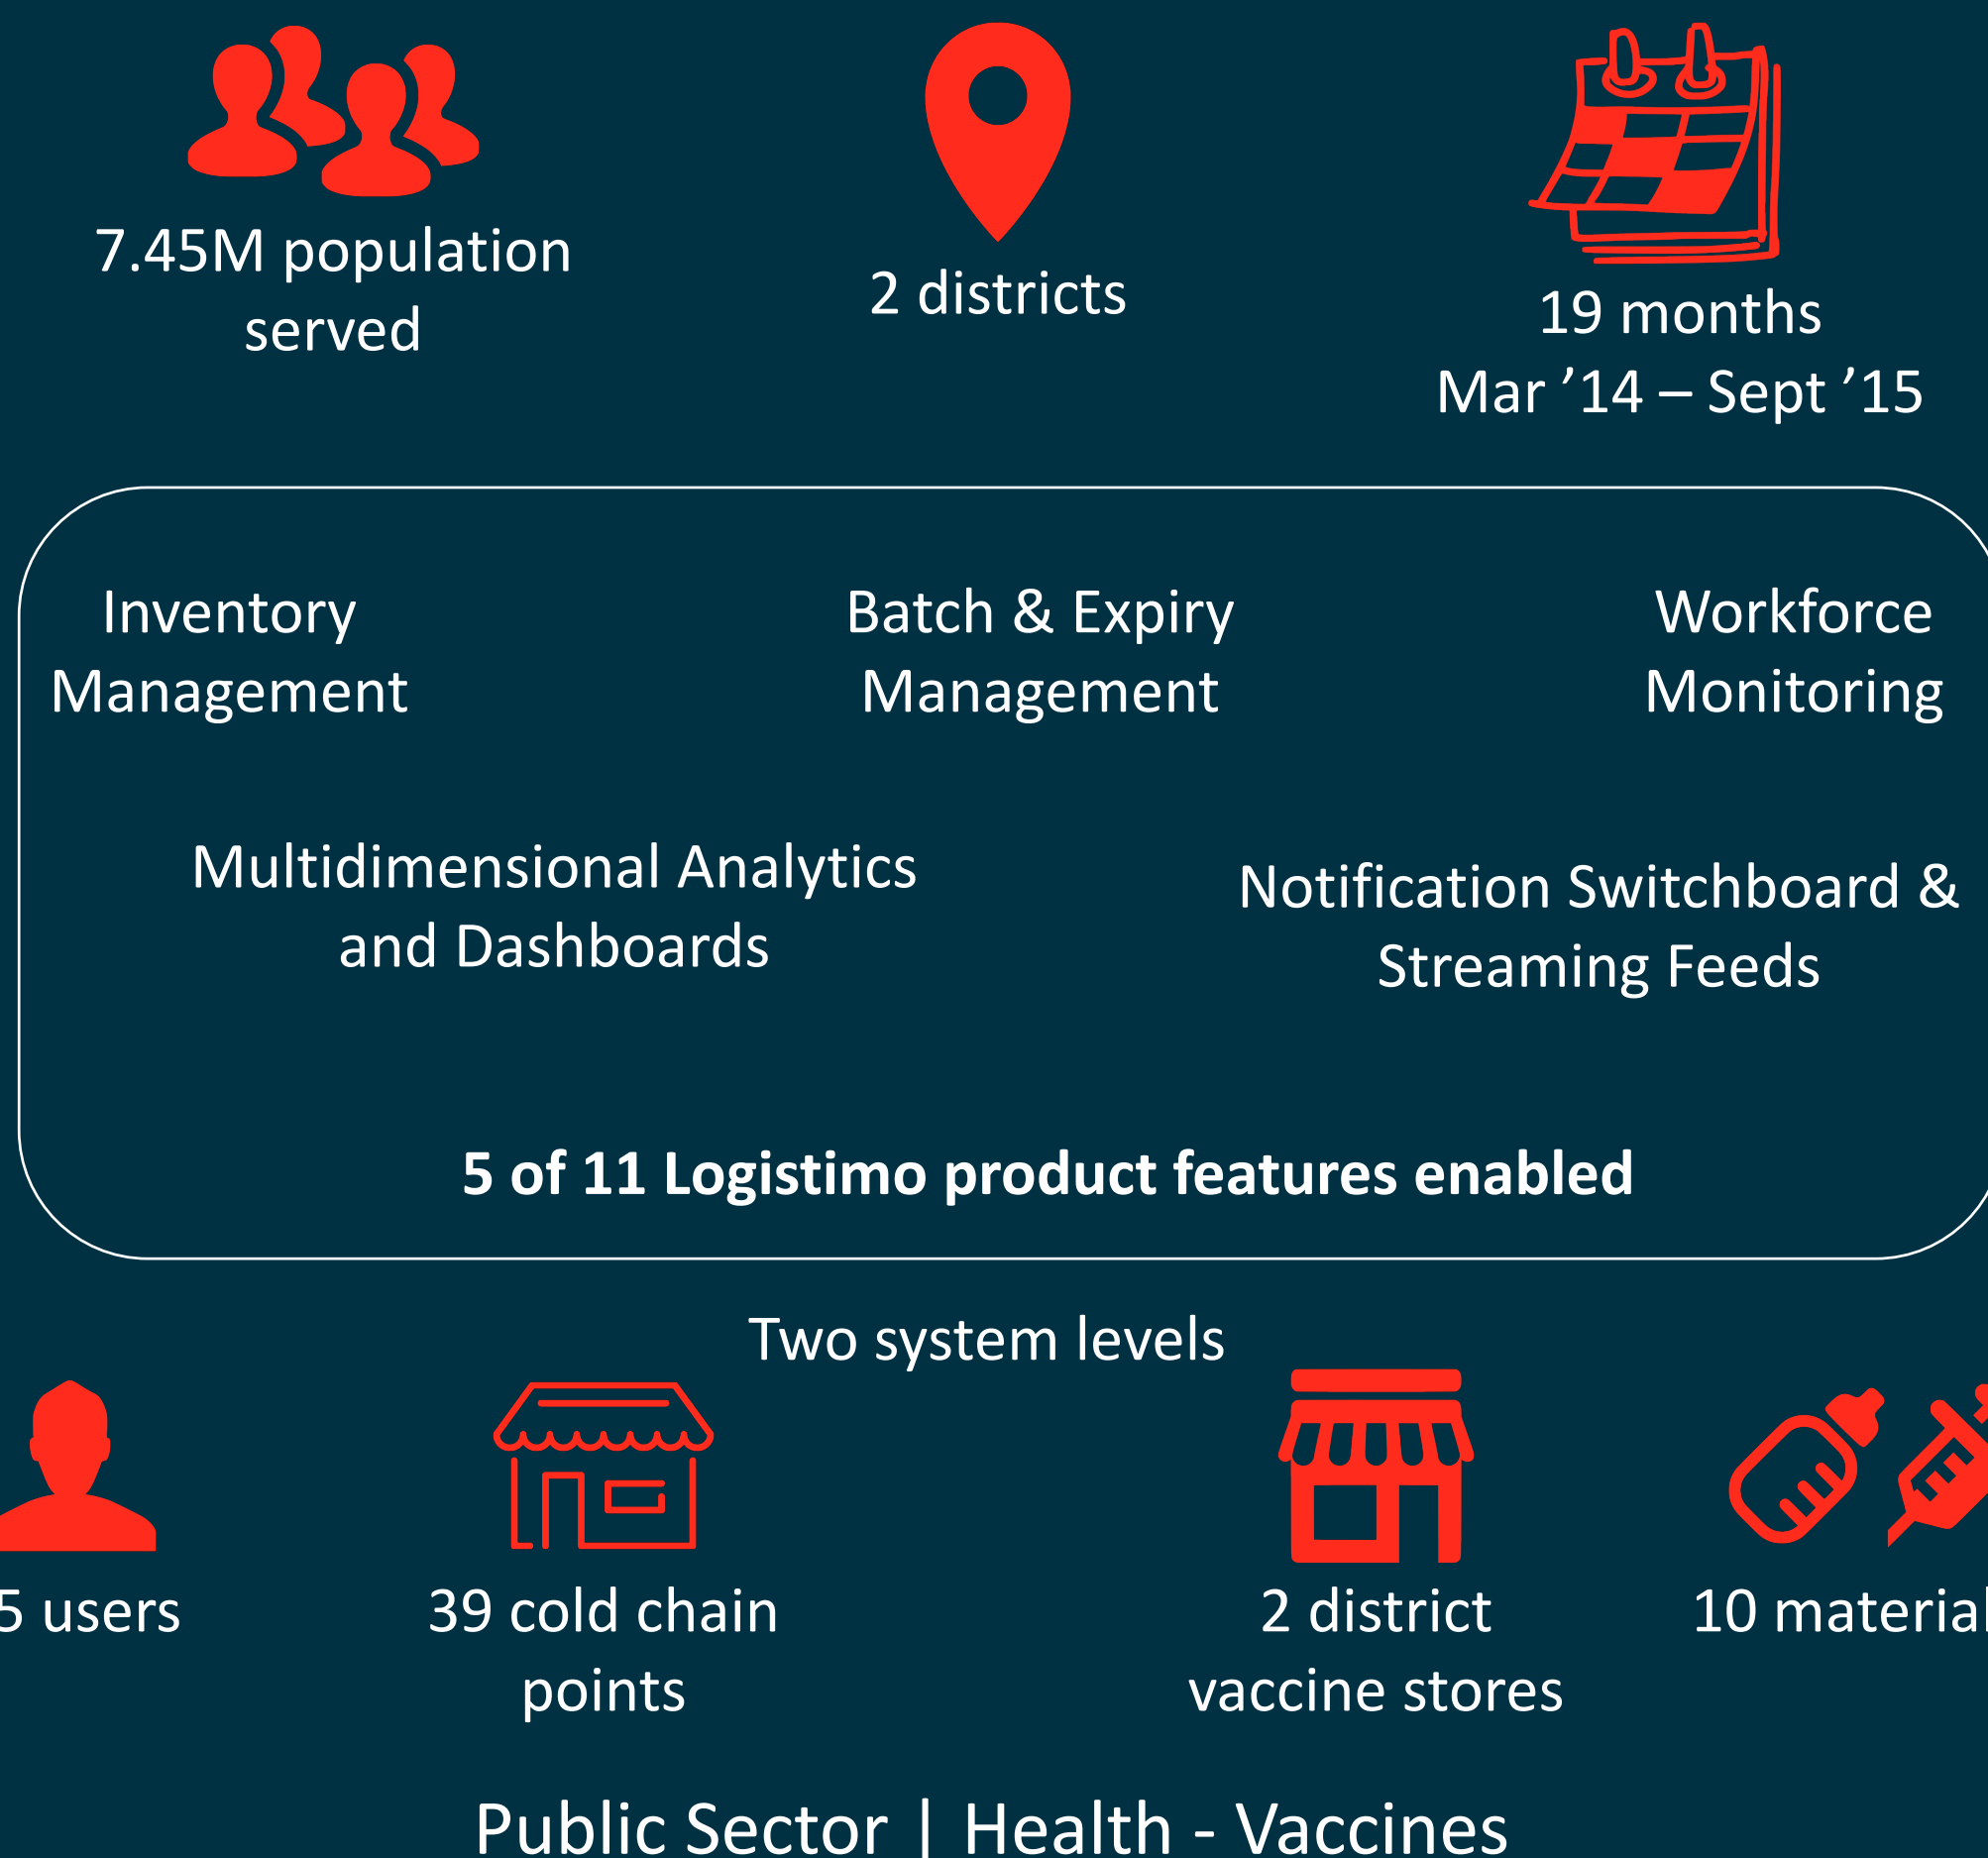 7.45M population
served
2 districts
19 months
Mar ’14 – Sept ’15
Inventory
Management
Batch & Expiry
Management
Workforce
Monitoring
Multidimensional Analytics
and Dashboards
Notification Switchboard &
Streaming Feeds
5 of 11 Logistimo product features enabled
Two system levels
users
39 cold chain
points
2 district
vaccine stores
10
Public Sector | Health - Vaccines